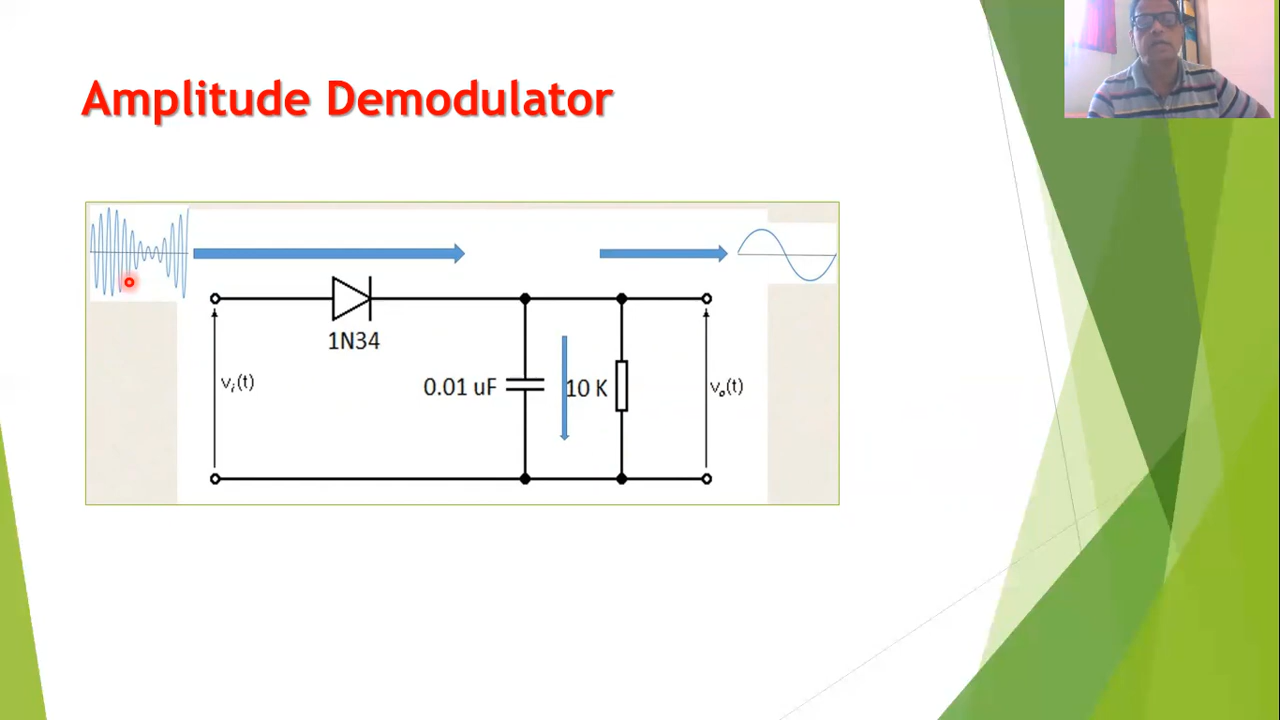 Amplitude Demodulator
1N34
vᵢ(t)
0.01 uF
10 K
vₒ(t)